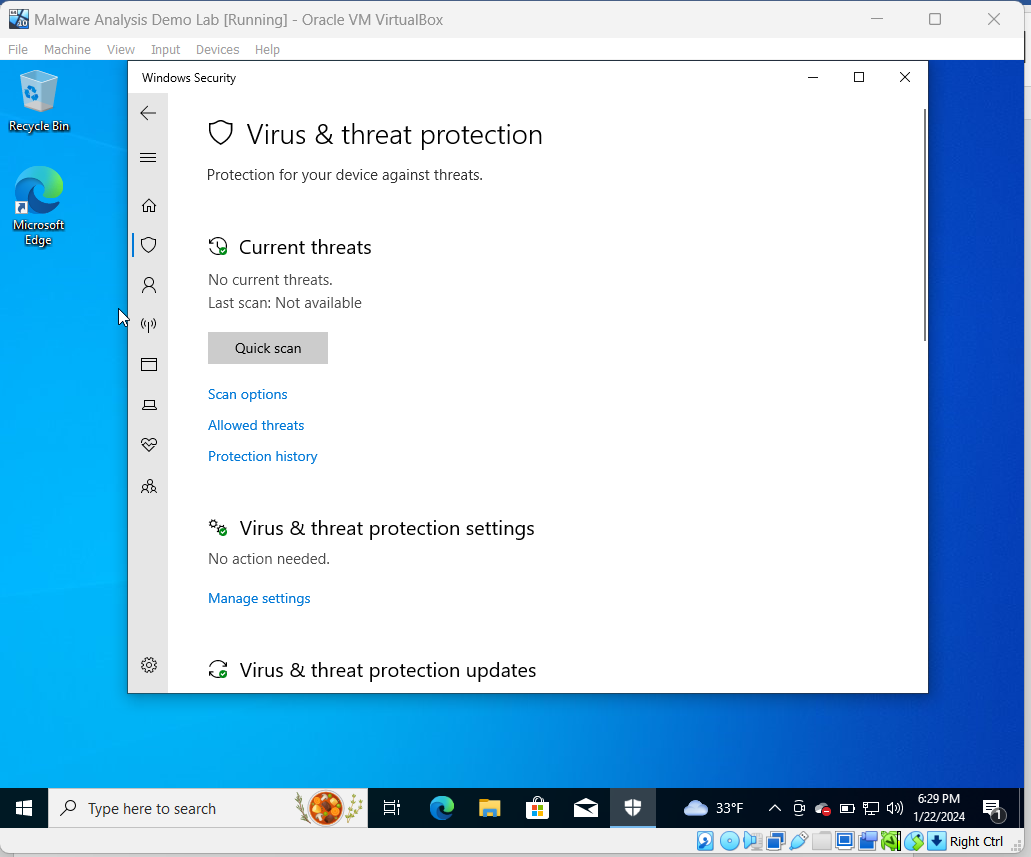 Malware Analysis Demo Lab [Running] - Oracle VM VirtualBox
File Machine View Input Devices Help
Recycle Bin
Microsoft
Edge
Windows Security
Virus & threat protection
Protection for your device against threats.
Current threats
No current threats.
Last scan: Not available
Quick scan
Scan options
Allowed threats
Protection history
Virus & threat protection settings
No action needed.
Manage settings
Virus & threat protection updates
Type here to search
33°F
6:29 PM
1/22/2024
1
Right Ctrl